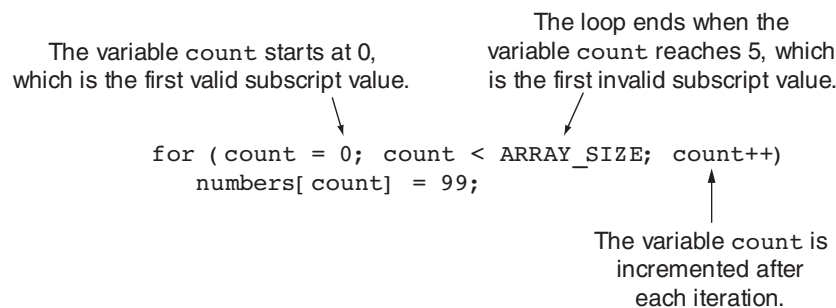 The variable count starts at 0,
which is the first valid subscript value.
The loop ends when the
variable count reaches 5, which
is the first invalid subscript value.
for (count = 0; count < ARRAY_SIZE; count++)
numbers[count] = 99;
The variable count is
incremented after
each iteration.